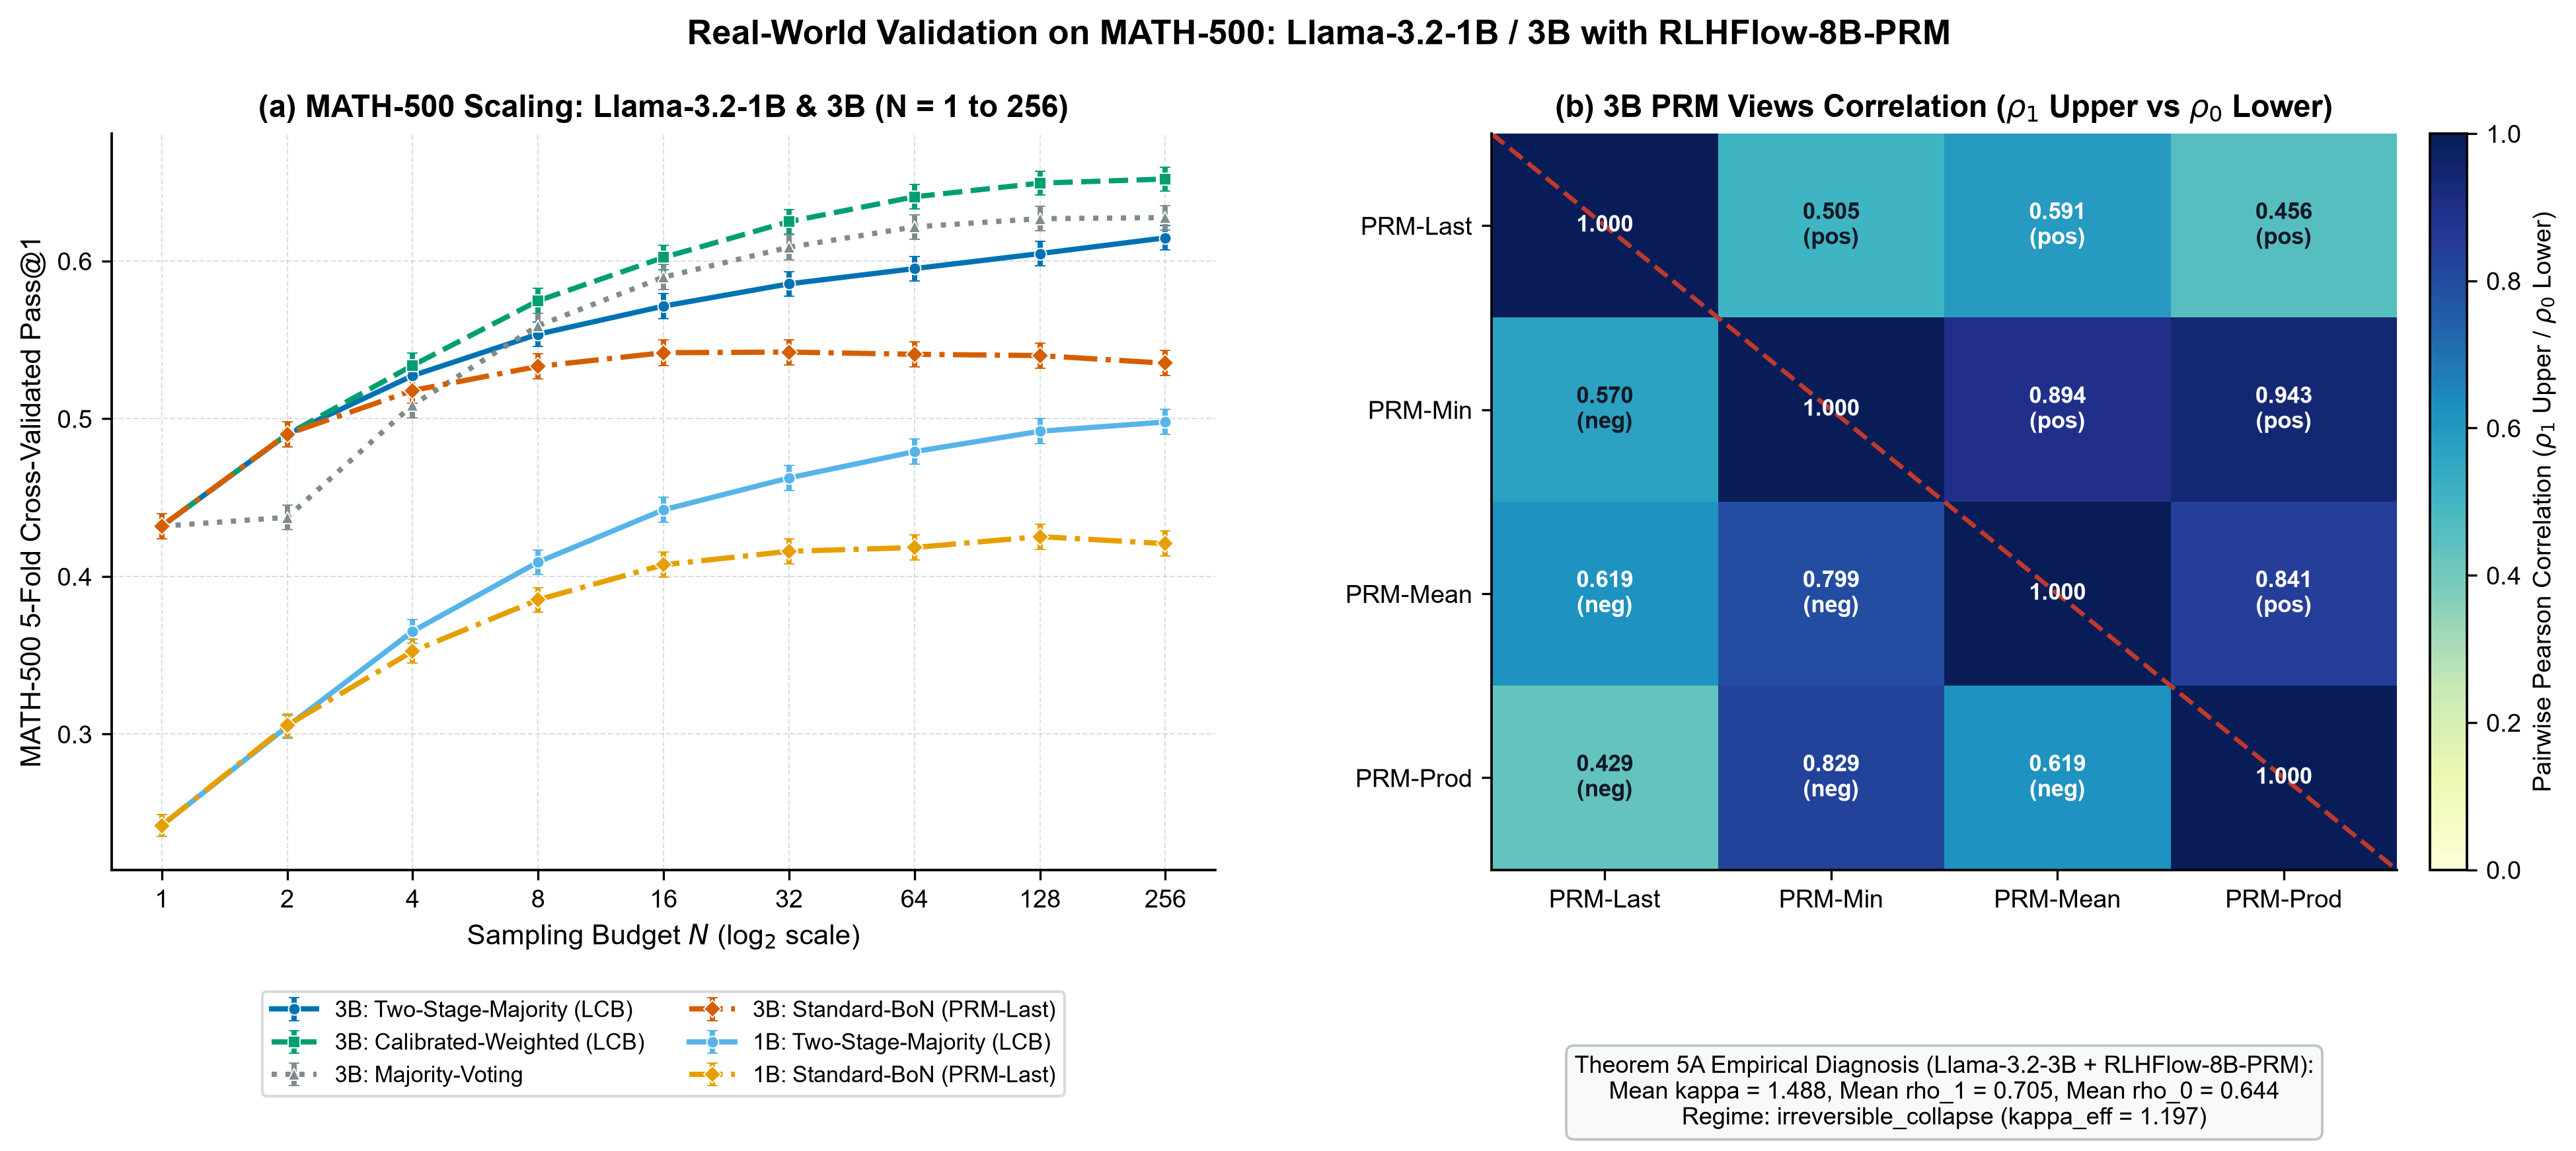 Real-World Validation on MATH-500: Llama-3.2-1B / 3B with RLHFlow-8B-PRM
(a) MATH-500 Scaling: Llama-3.2-1B & 3B (N = 1 to 256)
MATH-500 5-Fold Cross-Validated Pass@1
0.6
0.5
0.4
0.3
1 2 4 8 16 32 64 128 256
Sampling Budget N (log₂ scale)
3B: Two-Stage-Majority (LCB)
3B: Calibrated-Weighted (LCB)
3B: Majority-Voting
3B: Standard-BoN (PRM-Last)
1B: Two-Stage-Majority (LCB)
1B: Standard-BoN (PRM-Last)
(b) 3B PRM Views Correlation (ρ₁ Upper vs ρ₀ Lower)
PRM-Last
1.000
0.505
(pos)
0.591
(pos)
0.456
(pos)
PRM-Min
0.570
(neg)
1.000
0.894
(pos)
0.943
(pos)
PRM-Mean
0.619
(neg)
0.799
(neg)
1.000
0.841
(pos)
PRM-Prod
0.429
(neg)
0.829
(neg)
0.619
(neg)
1.000
PRM-Last PRM-Min PRM-Mean PRM-Prod
1.0
0.8
0.6
0.4
0.2
0.0
Pairwise Pearson Correlation (ρ₁ Upper / ρ₀ Lower)
Theorem 5A Empirical Diagnosis (Llama-3.2-3B + RLHFlow-8B-PRM):
Mean kappa = 1.488, Mean rho_1 = 0.705, Mean rho_0 = 0.644
Regime: irreversible_collapse (kappa_eff = 1.197)